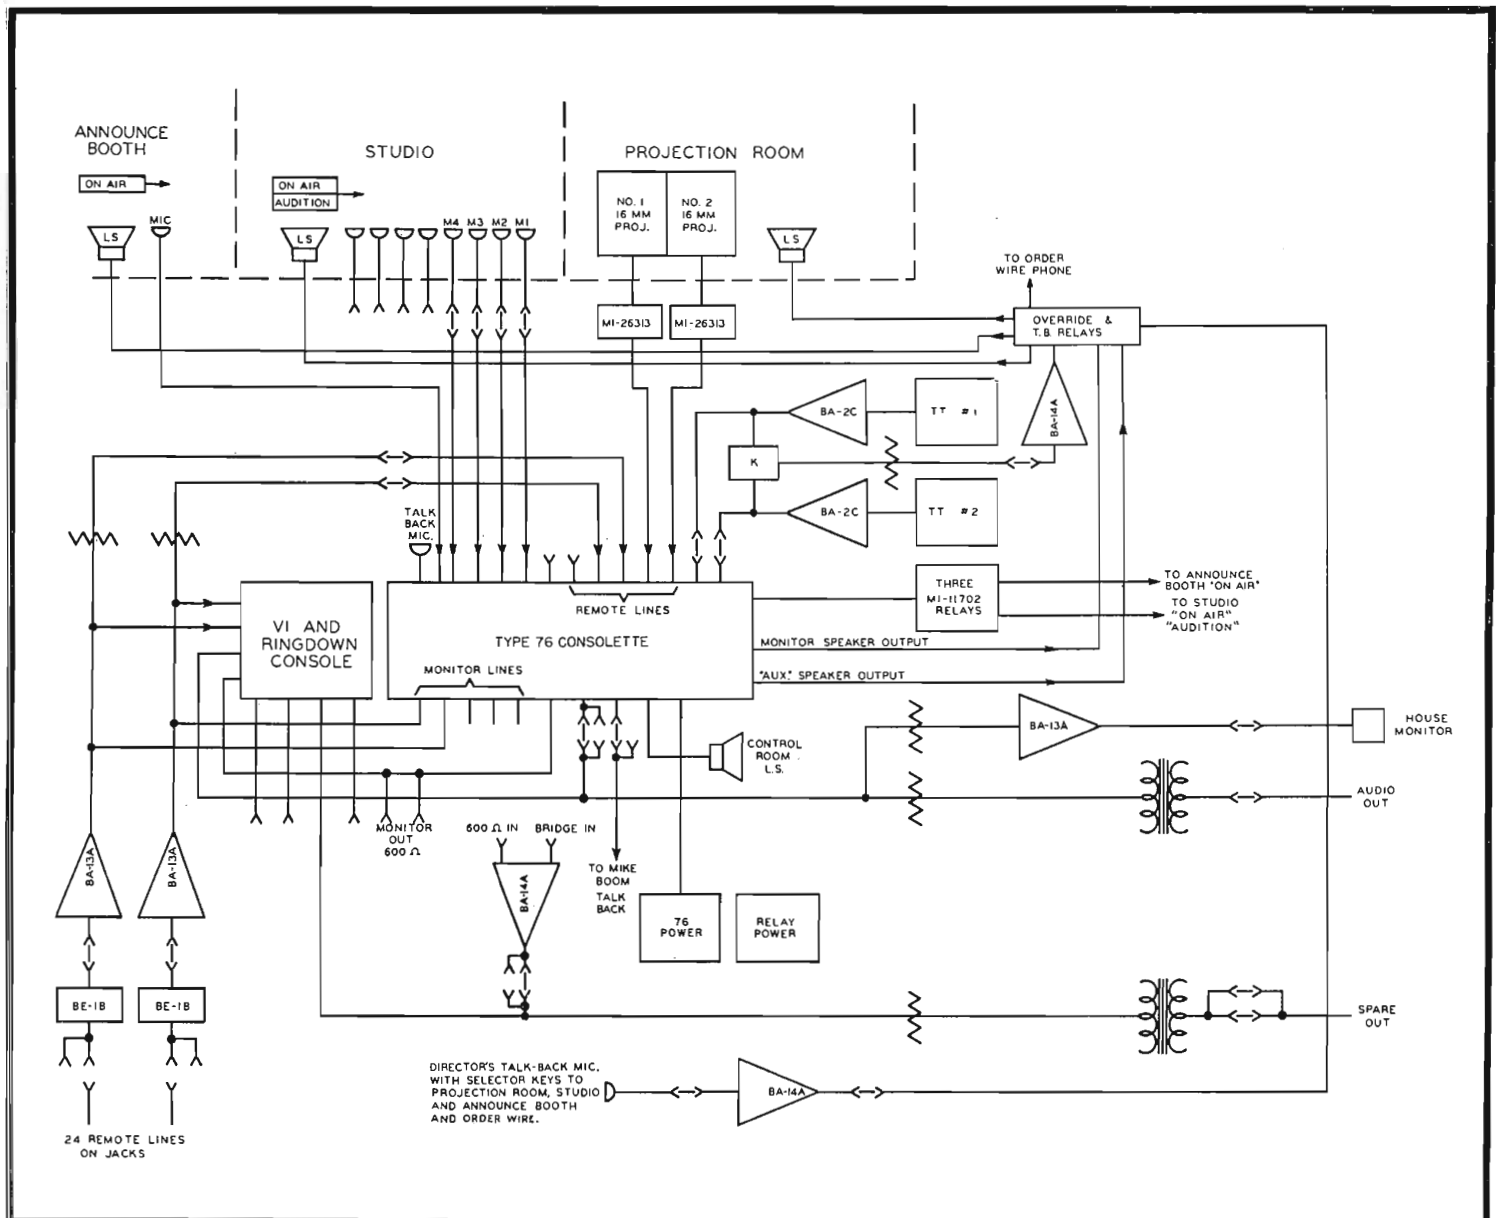 ANNOUNCE
BOOTH
ON AIR
LS
MIC
STUDIO
ON AIR
AUDITION
LS
M4 M3 M2 M1
PROJECTION ROOM
NO. 1
16 MM
PROJ.
NO. 2
16 MM
PROJ.
LS
MI-26313
MI-26313
TO ORDER
WIRE PHONE
OVERRIDE &
T.B. RELAYS
BA-14A
BA-2C
TT #1
K
BA-2C
TT #2
TALK
BACK
MIC.
VI AND
RINGDOWN
CONSOLE
REMOTE LINES
TYPE 76 CONSOLETTE
MONITOR LINES
THREE
MI-11702
RELAYS
TO ANNOUNCE
BOOTH "ON AIR"
TO STUDIO
"ON AIR"
"AUDITION"
MONITOR SPEAKER OUTPUT
"AUX." SPEAKER OUTPUT
BA-13A
HOUSE
MONITOR
CONTROL
ROOM
L.S.
AUDIO
OUT
MONITOR
OUT
600 Ω
600 Ω IN
BRIDGE IN
BA-14A
TO MIKE
BOOM
TALK
BACK
76
POWER
RELAY
POWER
BA-13A
BA-13A
BE-1B
BE-1B
24 REMOTE LINES
ON JACKS
SPARE
OUT
DIRECTOR'S TALK-BACK MIC.
WITH SELECTOR KEYS TO
PROJECTION ROOM, STUDIO
AND ANNOUNCE BOOTH
AND ORDER WIRE.
BA-14A